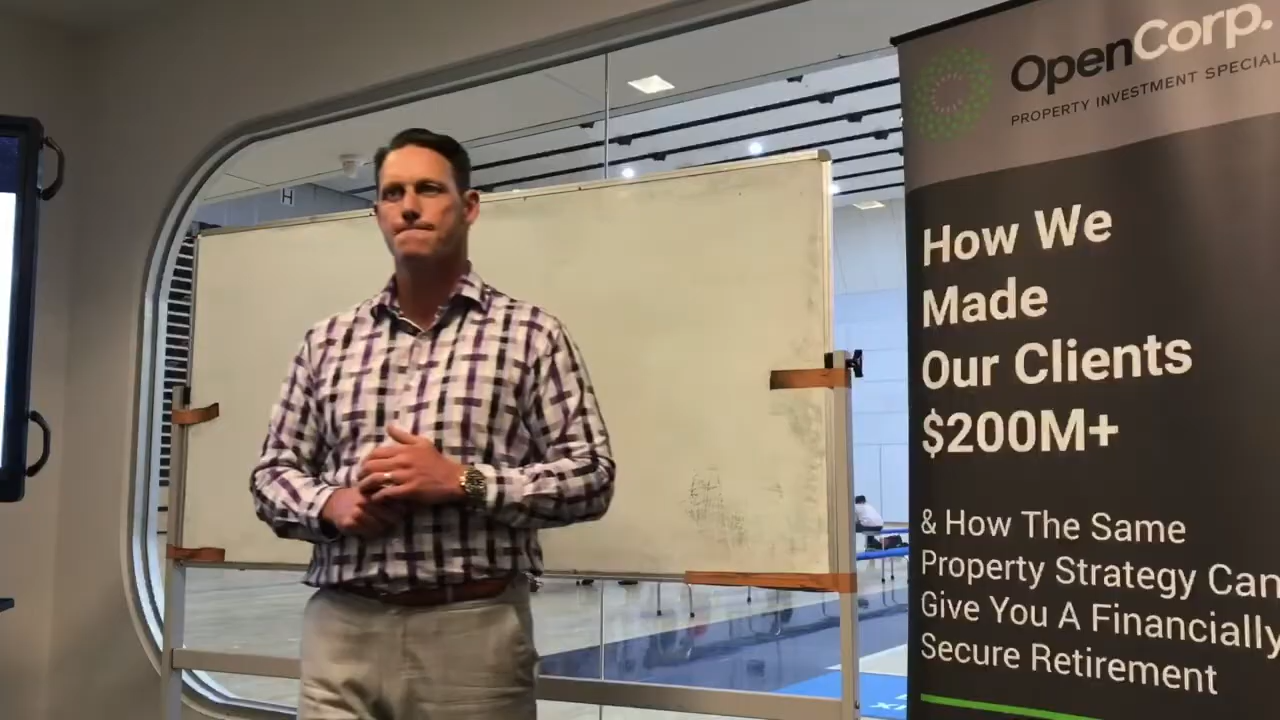 H
OpenCorp.
PROPERTY INVESTMENT SPECIAL
How We
Made
Our Clients
$200M+
& How The Same
Property Strategy Can
Give You A Financially
Secure Retirement